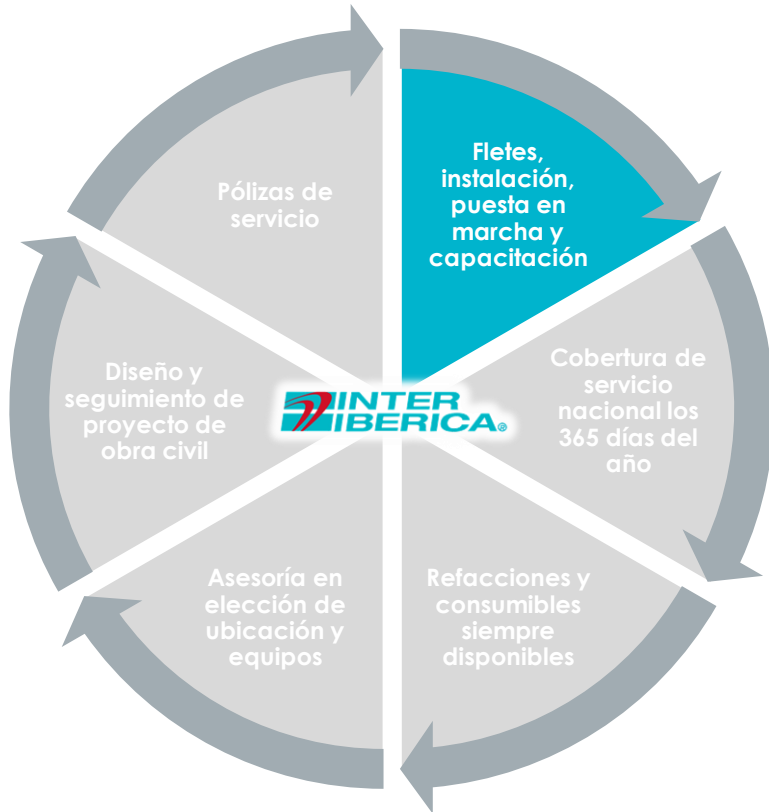 Fletes,
instalación,
puesta en
marcha y
capacitación
Cobertura de
servicio
nacional los
365 días del
año
Refacciones y
consumibles
siempre
disponibles
Asesoría en
elección de
ubicación y
equipos
Diseño y
seguimiento de
proyecto de
obra civil
Pólizas de
servicio
INTER
IBERICA®